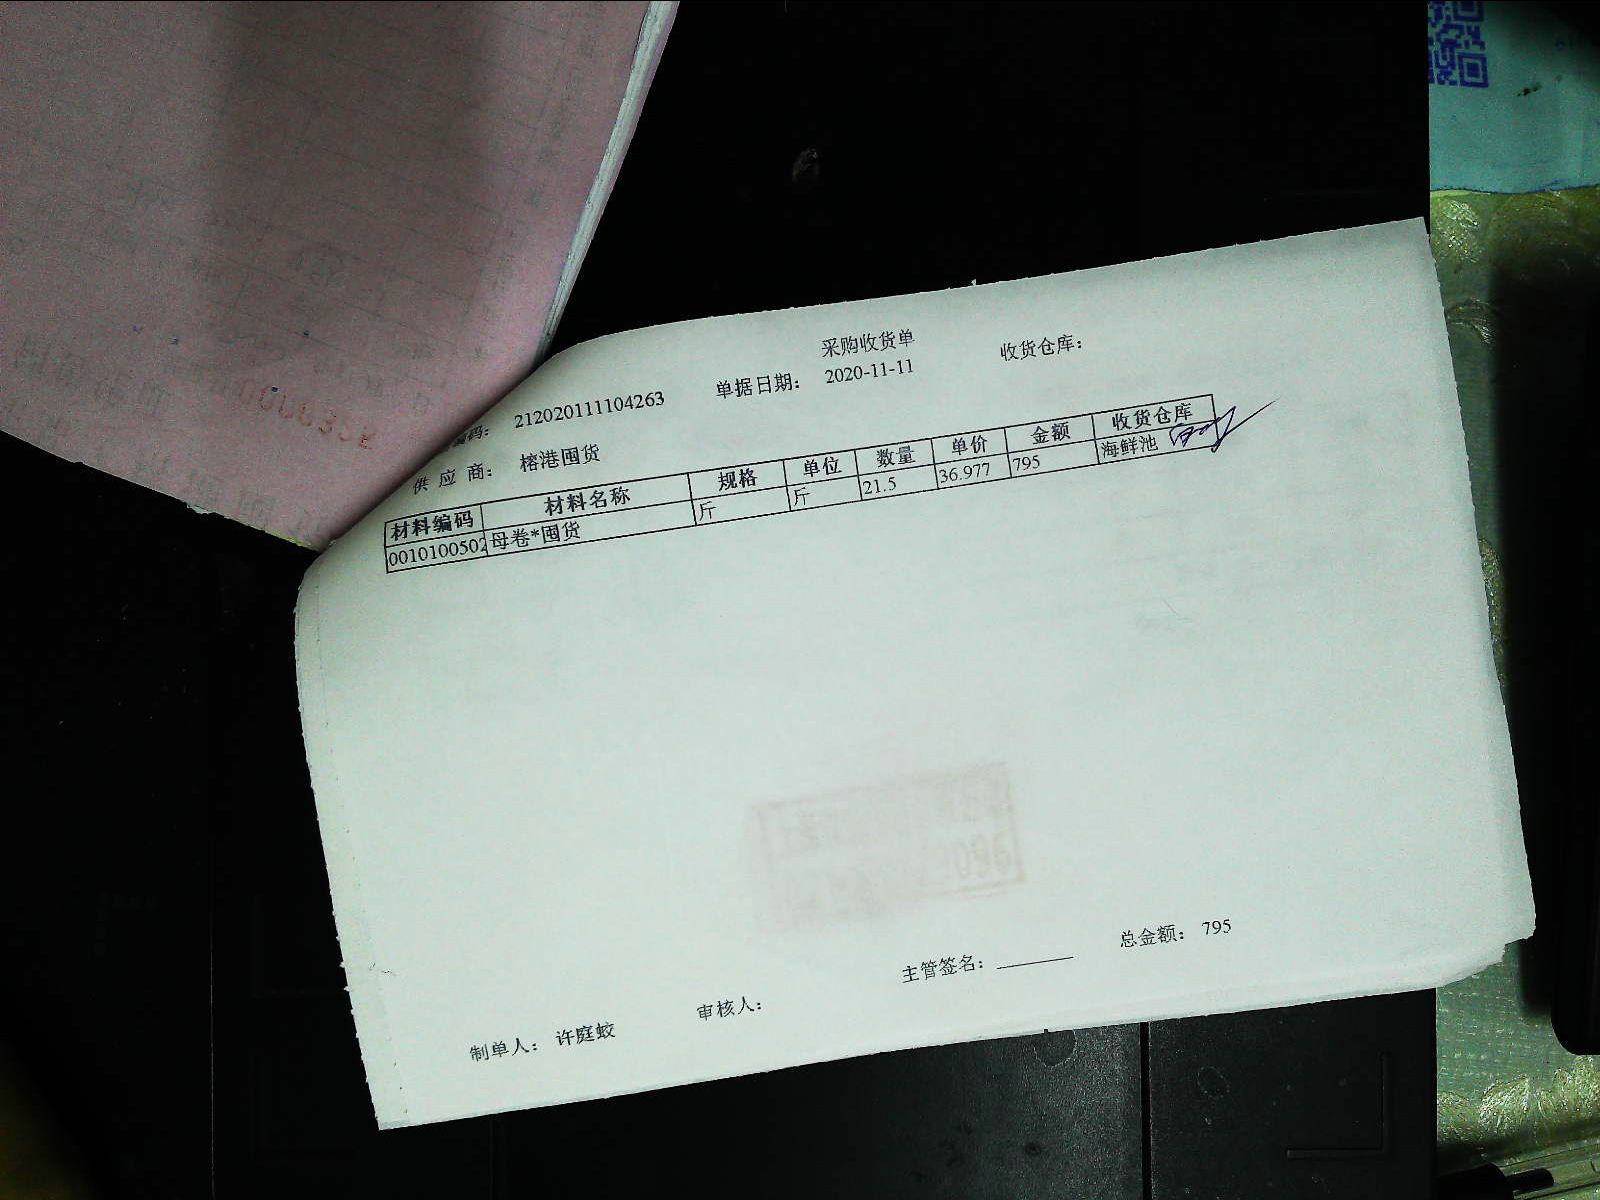 采购收货单
编码： 212020111104263 单据日期： 2020-11-11 收货仓库：
供 应 商： 榕港囤货
材料编码 材料名称 规格 单位 数量 单价 金额 收货仓库
0010100502 母卷*囤货 斤 斤 21.5 36.977 795 海鲜池
制单人： 许庭蛟 审核人： 主管签名： 总金额： 795